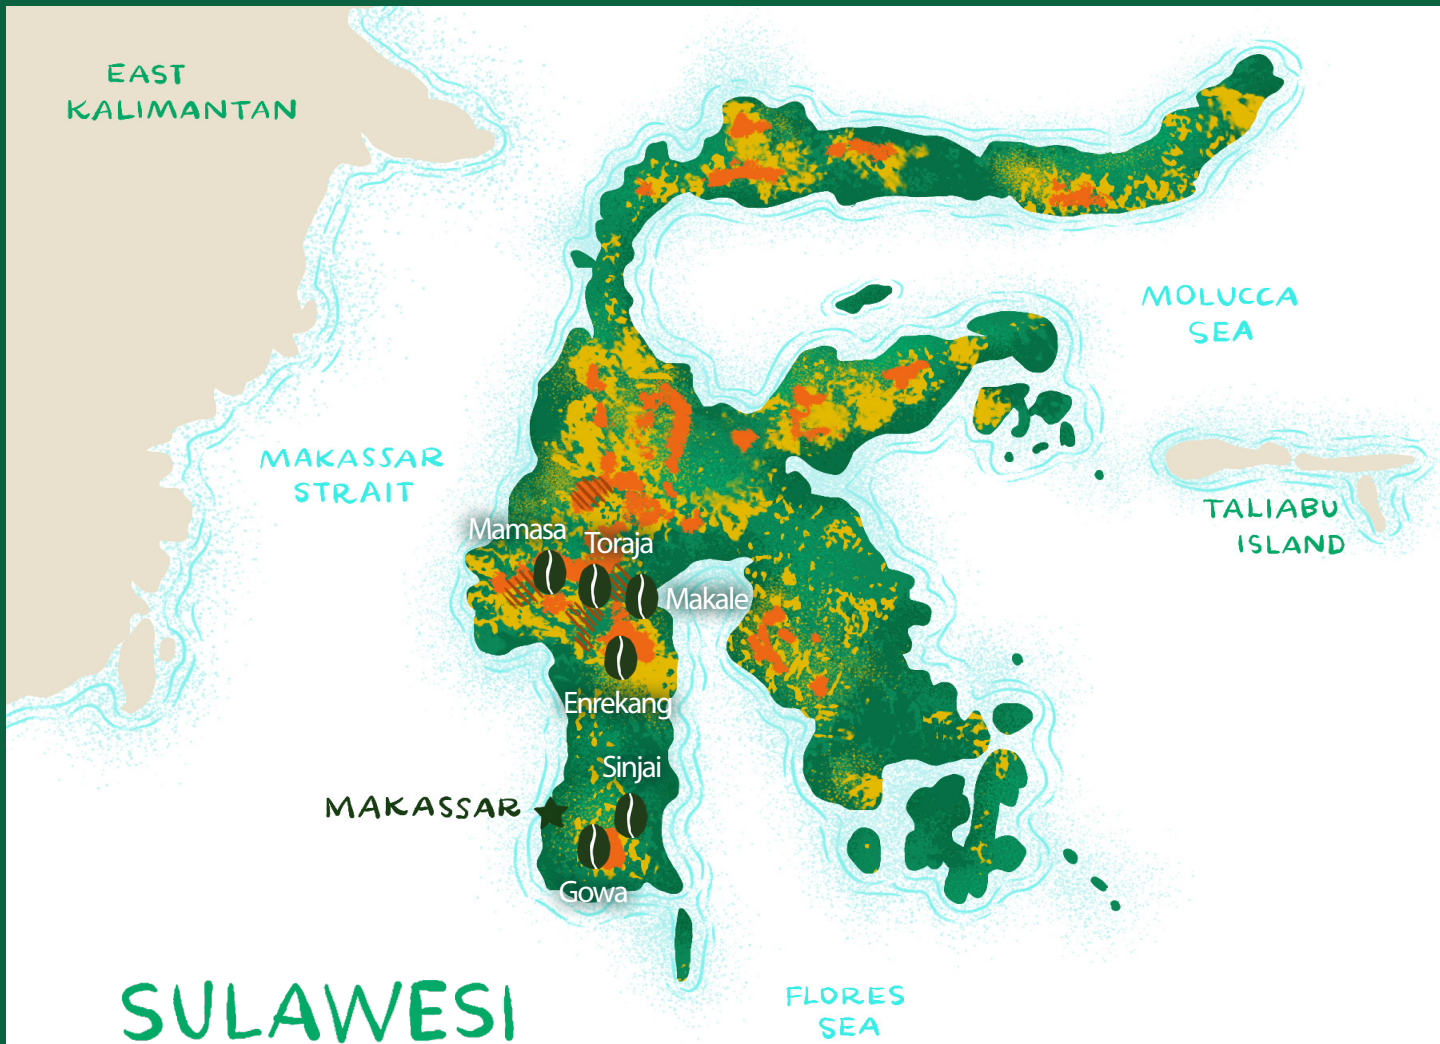 EAST
KALIMANTAN
MOLUCCA
SEA
MAKASSAR
STRAIT
TALIABU
ISLAND
Mamasa
Toraja
Makale
Enrekang
Sinjai
MAKASSAR
Gowa
SULAWESI
FLORES
SEA